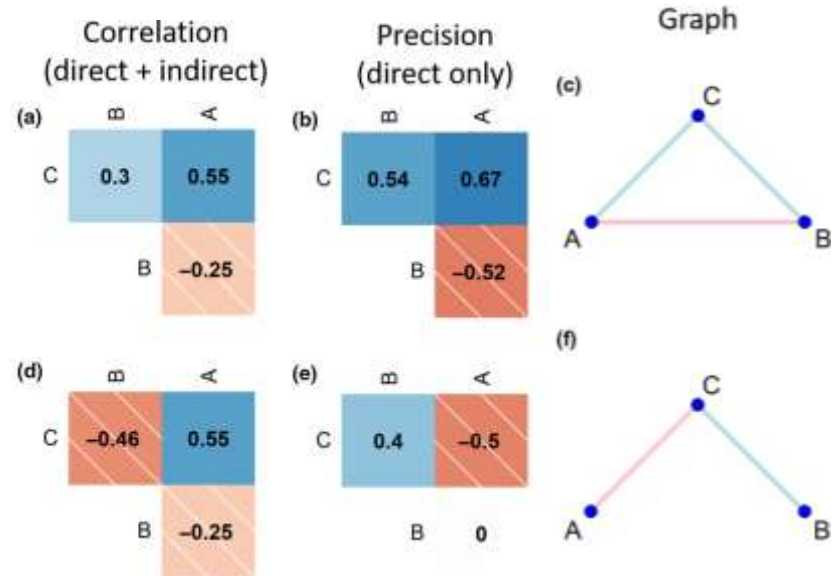 Correlation
(direct + indirect)
Precision
(direct only)
Graph
(a)
B
A
C
0.3
0.55
B
−0.25
(b)
B
A
C
0.54
0.67
B
−0.52
(c)
C
A
B
(d)
B
A
C
−0.46
0.55
B
−0.25
(e)
B
A
C
0.4
−0.5
B
0
(f)
C
A
B